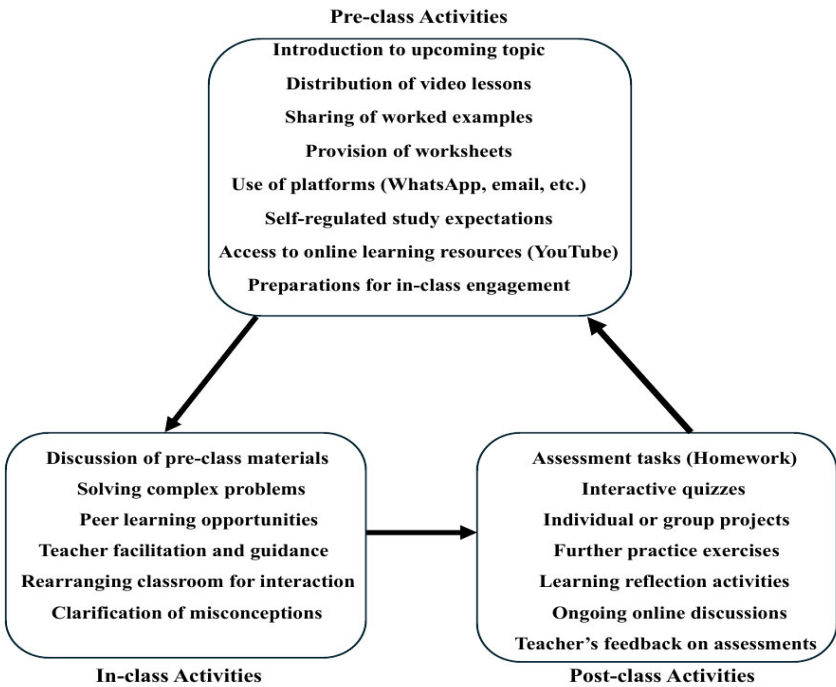 Pre-class Activities
Introduction to upcoming topic
Distribution of video lessons
Sharing of worked examples
Provision of worksheets
Use of platforms (WhatsApp, email, etc.)
Self-regulated study expectations
Access to online learning resources (YouTube)
Preparations for in-class engagement
Discussion of pre-class materials
Solving complex problems
Peer learning opportunities
Teacher facilitation and guidance
Rearranging classroom for interaction
Clarification of misconceptions
In-class Activities
Assessment tasks (Homework)
Interactive quizzes
Individual or group projects
Further practice exercises
Learning reflection activities
Ongoing online discussions
Teacher’s feedback on assessments
Post-class Activities